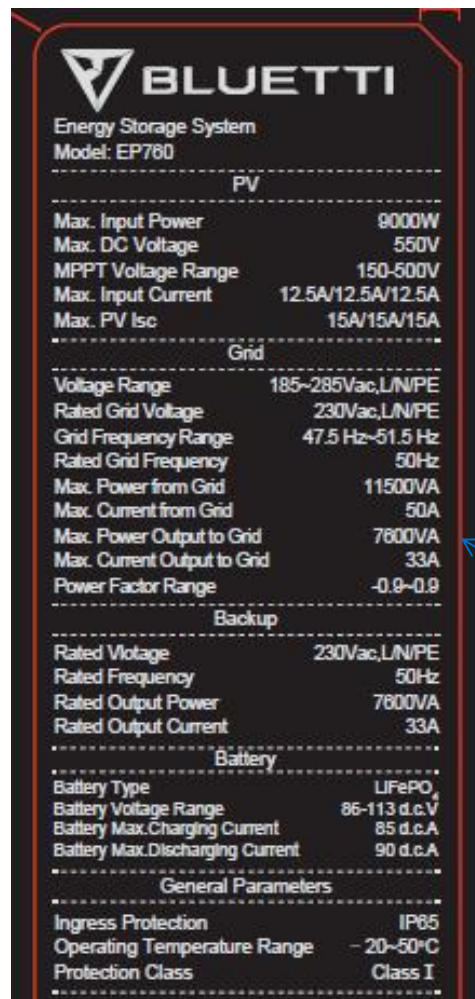 BLUETTI
Energy Storage System
Model: EP760
PV
Max. Input Power 9000W
Max. DC Voltage 550V
MPPT Voltage Range 150-500V
Max. Input Current 12.5A/12.5A/12.5A
Max. PV Isc 15A/15A/15A
Grid
Voltage Range 185~285Vac,L/N/PE
Rated Grid Voltage 230Vac,L/N/PE
Grid Frequency Range 47.5 Hz~51.5 Hz
Rated Grid Frequency 50Hz
Max. Power from Grid 11500VA
Max. Current from Grid 50A
Max. Power Output to Grid 7600VA
Max. Current Output to Grid 33A
Power Factor Range -0.9~0.9
Backup
Rated Vlotage 230Vac,L/N/PE
Rated Frequency 50Hz
Rated Output Power 7600VA
Rated Output Current 33A
Battery
Battery Type LiFePO₄
Battery Voltage Range 86-113 d.c.V
Battery Max.Charging Current 85 d.c.A
Battery Max.Discharging Current 90 d.c.A
General Parameters
Ingress Protection IP65
Operating Temperature Range －20~50°C
Protection Class Class I